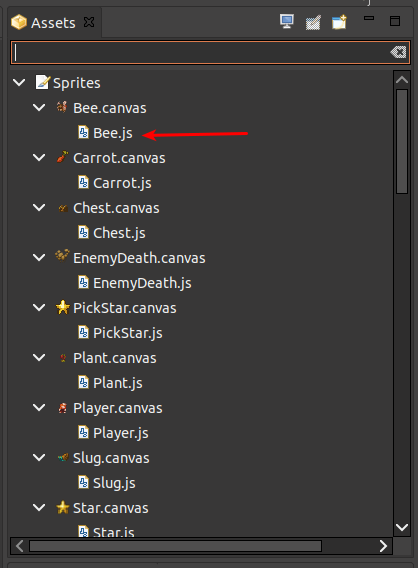 Assets
Sprites
Bee.canvas
Bee.js
Carrot.canvas
Carrot.js
Chest.canvas
Chest.js
EnemyDeath.canvas
EnemyDeath.js
PickStar.canvas
PickStar.js
Plant.canvas
Plant.js
Player.canvas
Player.js
Slug.canvas
Slug.js
Star.canvas
Star.js